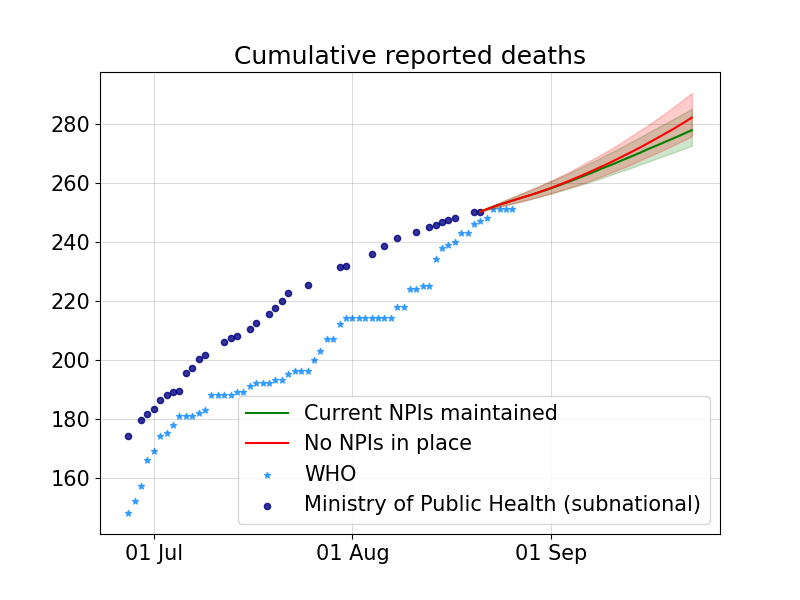 Cumulative reported deaths
280
260
240
220
200
180
160
Current NPIs maintained
No NPIs in place
WHO
Ministry of Public Health (subnational)
01 Jul
01 Aug
01 Sep